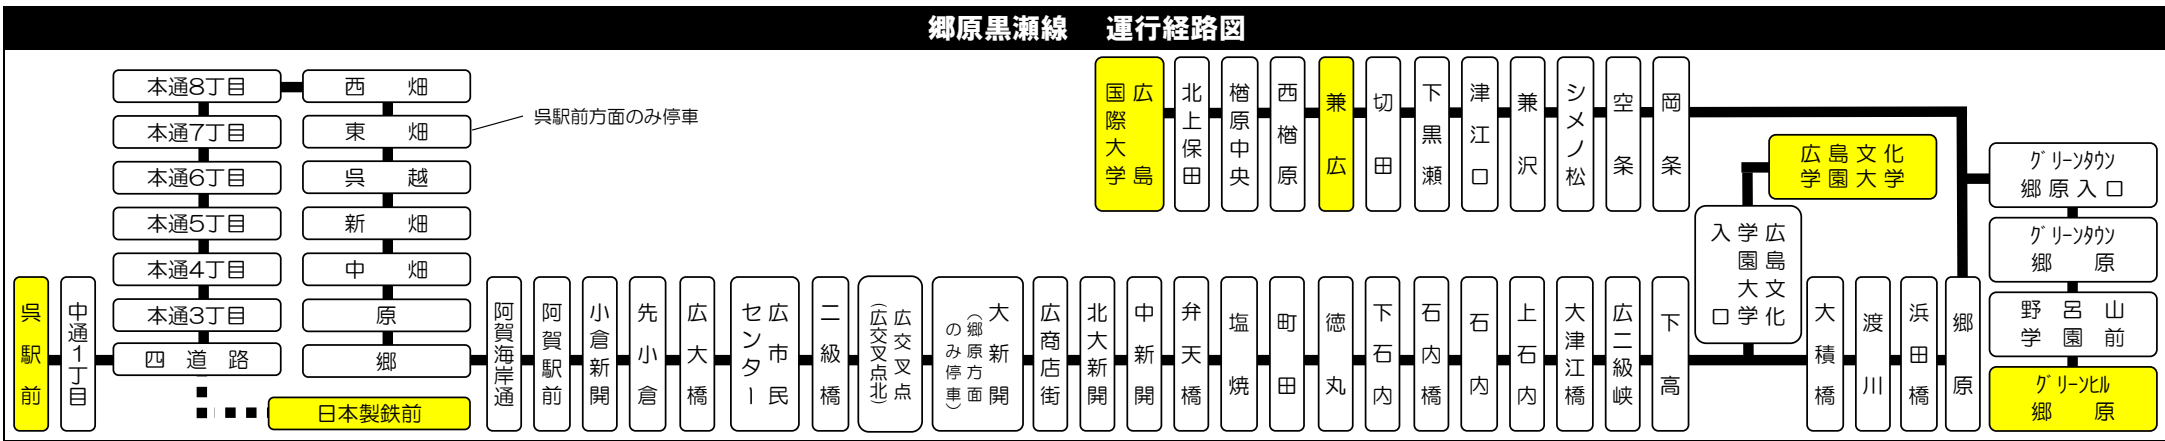 郷原黒瀬線 運行経路図
呉駅前
中通1丁目
四道路
本通3丁目
本通4丁目
本通5丁目
本通6丁目
本通7丁目
本通8丁目
日本製鉄前
西畑
東畑
呉駅前方面のみ停車
呉越
新畑
中畑
原
郷
阿賀海岸通
阿賀駅前
小倉新開
先小倉
広大橋
広市民
センター
二級橋
広交叉点
(広交叉点北)
大新開
(郷原方面
のみ停車)
広商店街
北大新開
中新開
弁天橋
塩焼
町田
徳丸
下石内
石内橋
石内
上石内
大津江橋
広二級峡
下高
広島文化
学園大学
入口
広島文化
学園大学
大積橋
渡川
浜田橋
郷原
グリーンタウン
郷原入口
グリーンタウン
郷原
野呂山
学園前
グリーンヒル
郷原
岡条
空条
シメノ松
兼沢
津江口
下黒瀬
切田
兼広
西楢原
楢原中央
北上保田
広島
国際大学